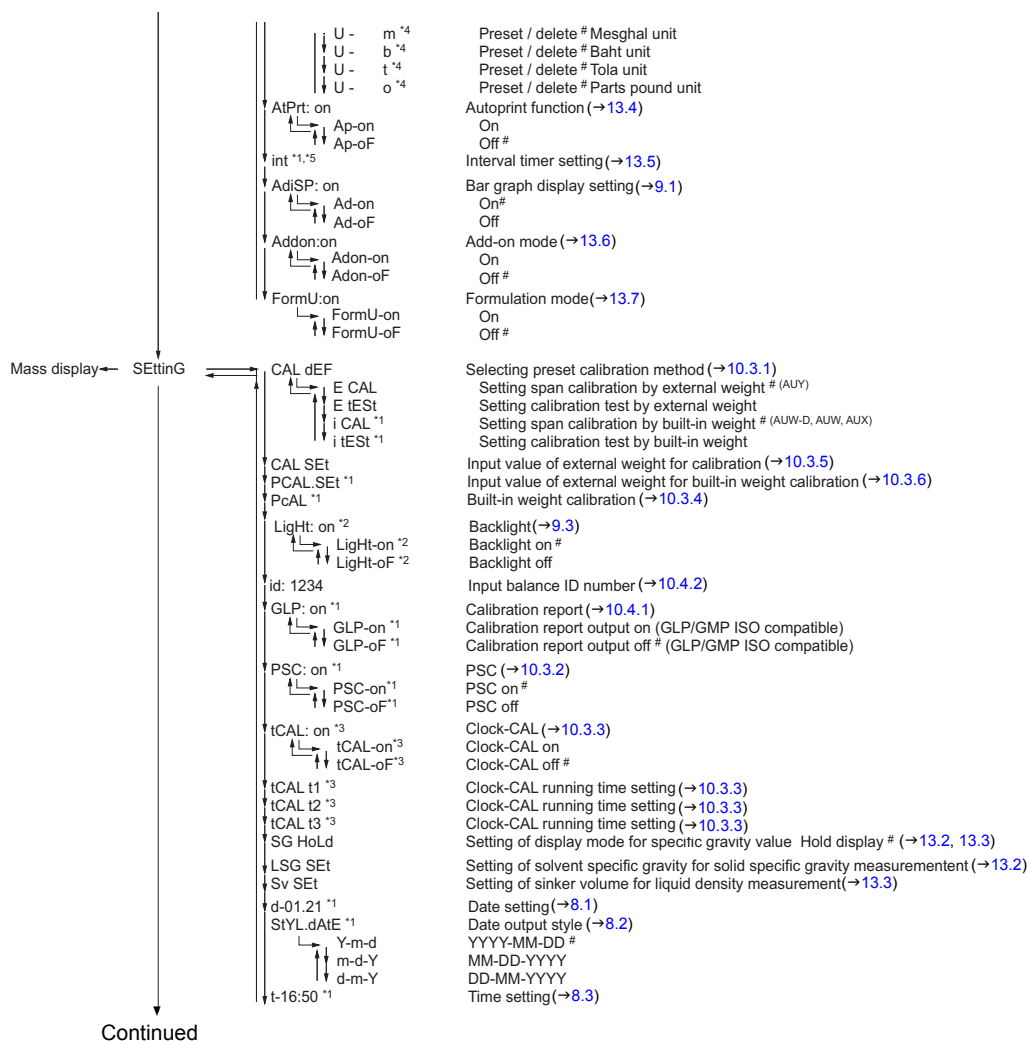 U - m *4 Preset / delete # Mesghal unit
U - b *4 Preset / delete # Baht unit
U - t *4 Preset / delete # Tola unit
U - o *4 Preset / delete # Parts pound unit
AtPrt: on Autoprint function (→13.4)
Ap-on On
Ap-oF Off #
int *1,*5 Interval timer setting (→13.5)
AdiSP: on Bar graph display setting (→9.1)
Ad-on On#
Ad-oF Off
Addon:on Add-on mode (→13.6)
Adon-on On
Adon-oF Off #
FormU:on Formulation mode (→13.7)
FormU-on On
FormU-oF Off #
Mass display SEttinG CAL dEF Selecting preset calibration method (→10.3.1)
E CAL Setting span calibration by external weight # (AUY)
E tESt Setting calibration test by external weight
i CAL *1 Setting span calibration by built-in weight # (AUW-D, AUW, AUX)
i tESt *1 Setting calibration test by built-in weight
CAL SEt Input value of external weight for calibration (→10.3.5)
PCAL.SEt *1 Input value of external weight for built-in weight calibration (→10.3.6)
PcAL *1 Built-in weight calibration (→10.3.4)
LigHt: on *2 Backlight (→9.3)
LigHt-on *2 Backlight on #
LigHt-oF *2 Backlight off
id: 1234 Input balance ID number (→10.4.2)
GLP: on *1 Calibration report (→10.4.1)
GLP-on *1 Calibration report output on (GLP/GMP ISO compatible)
GLP-oF *1 Calibration report output off # (GLP/GMP ISO compatible)
PSC: on *1 PSC (→10.3.2)
PSC-on*1 PSC on #
PSC-oF*1 PSC off
tCAL: on *3 Clock-CAL (→10.3.3)
tCAL-on*3 Clock-CAL on
tCAL-oF*3 Clock-CAL off #
tCAL t1 *3 Clock-CAL running time setting (→10.3.3)
tCAL t2 *3 Clock-CAL running time setting (→10.3.3)
tCAL t3 *3 Clock-CAL running time setting (→10.3.3)
SG HoLd Setting of display mode for specific gravity value Hold display # (→13.2, 13.3)
LSG SEt Setting of solvent specific gravity for solid specific gravity measurementent (→13.2)
Sv SEt Setting of sinker volume for liquid density measurement (→13.3)
d-01.21 *1 Date setting (→8.1)
StYL.dAtE *1 Date output style (→8.2)
Y-m-d YYYY-MM-DD #
m-d-Y MM-DD-YYYY
d-m-Y DD-MM-YYYY
t-16:50 *1 Time setting (→8.3)
Continued